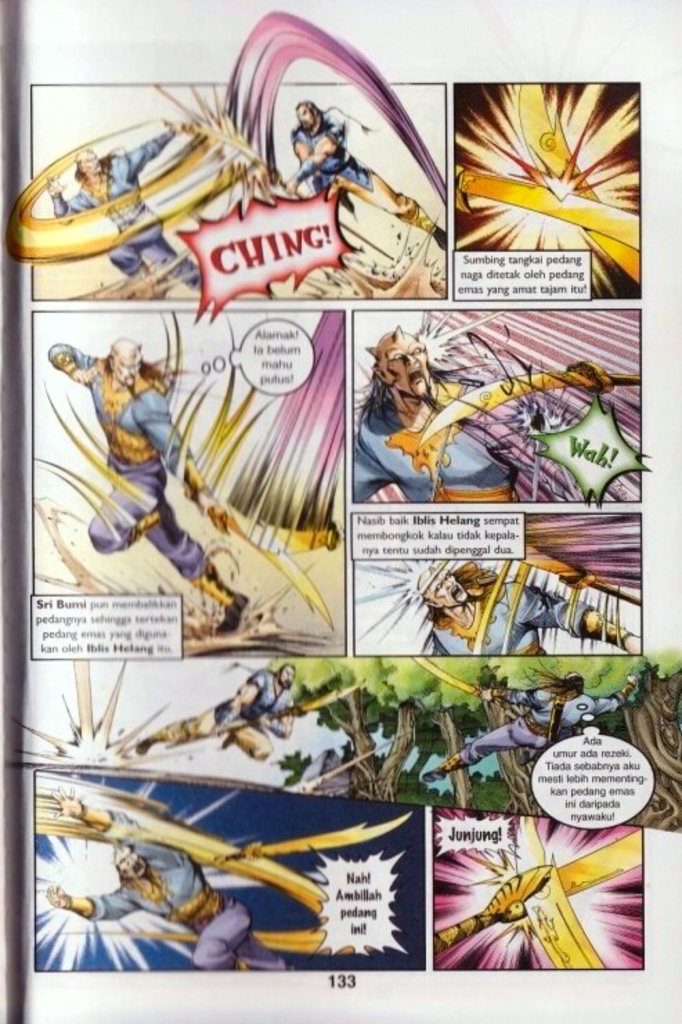 CHING!
Sumbing tangkai pedang
naga ditetak oleh pedang
emas yang amat tajam itu!
Alamak!
Ia belum
mahu
putus!
Wah!
Sri Bumi pun membalikkan
pedangnya sehingga tertekan
pedang emas yang diguna-
kan oleh Iblis Helang itu.
Nasib baik Iblis Helang sempat
membongkok kalau tidak kepala-
nya tentu sudah dipenggal dua.
Ada
umur ada rezeki.
Tiada sebabnya aku
mesti lebih mementing-
kan pedang emas
ini daripada
nyawaku!
Nah!
Ambillah
pedang
ini!
Junjung!
133